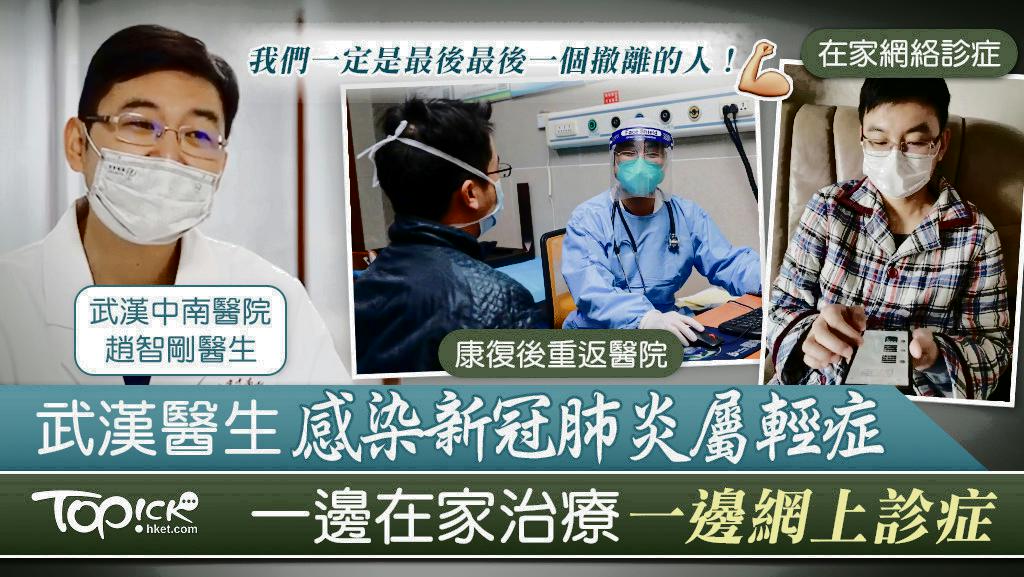 我們一定是最後最後一個撤離的人！
在家網絡診症
Face Shield
武漢中南醫院
趙智剛醫生
康復後重返醫院
武漢醫生感染新冠肺炎屬輕症
TOPICK
hket.com
一邊在家治療一邊網上診症